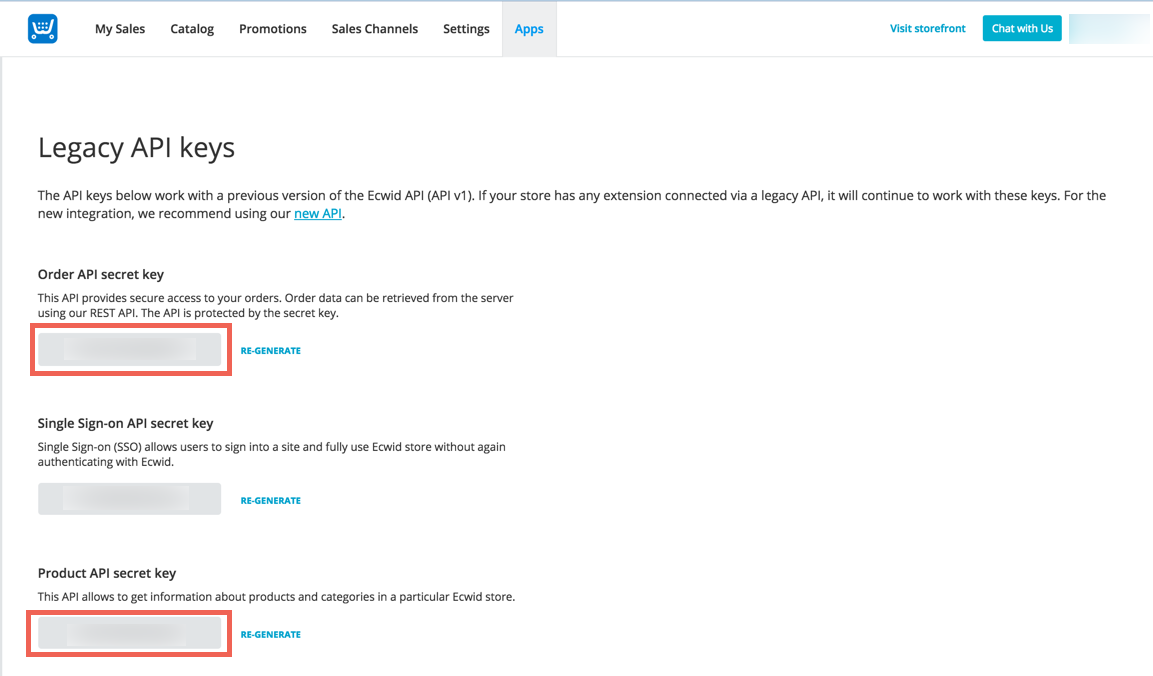 My Sales Catalog Promotions Sales Channels Settings Apps Visit storefront Chat with Us
Legacy API keys
The API keys below work with a previous version of the Ecwid API (API v1). If your store has any extension connected via a legacy API, it will continue to work with these keys. For the
new integration, we recommend using our new API.
Order API secret key
This API provides secure access to your orders. Order data can be retrieved from the server
using our REST API. The API is protected by the secret key.
RE-GENERATE
Single Sign-on API secret key
Single Sign-on (SSO) allows users to sign into a site and fully use Ecwid store without again
authenticating with Ecwid.
RE-GENERATE
Product API secret key
This API allows to get information about products and categories in a particular Ecwid store.
RE-GENERATE